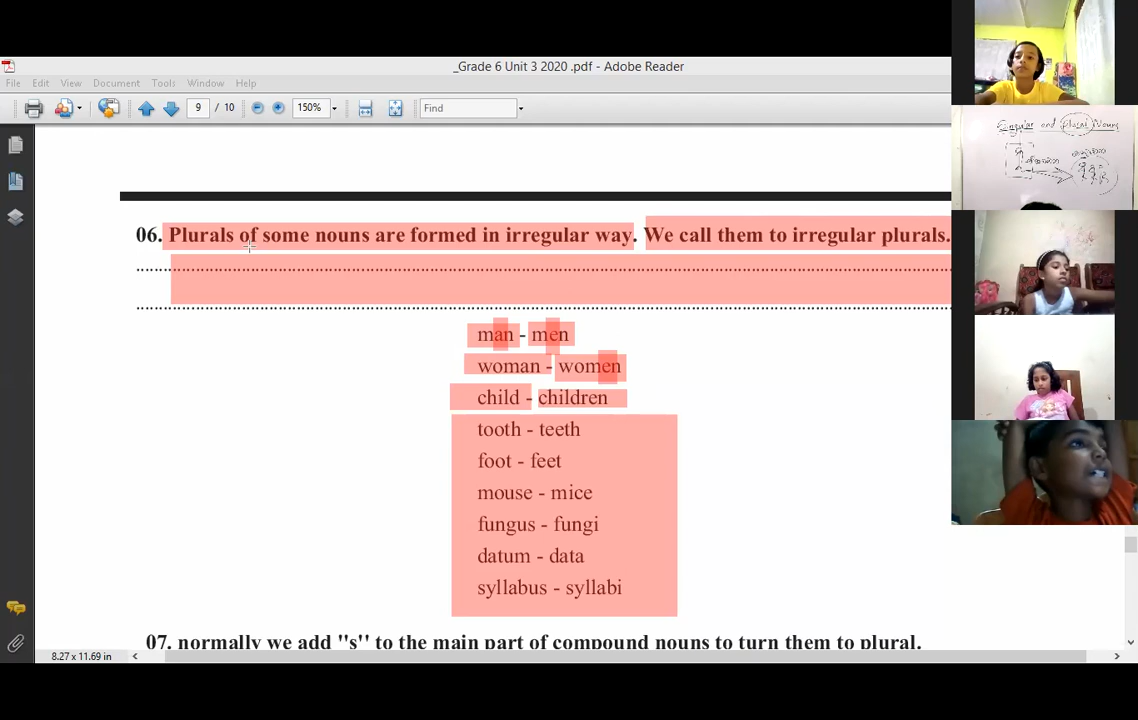 _Grade 6 Unit 3 2020 .pdf - Adobe Reader
File Edit View Document Tools Window Help
9 / 10 150% Find
06. Plurals of some nouns are formed in irregular way. We call them to irregular plurals.
man - men
woman - women
child - children
tooth - teeth
foot - feet
mouse - mice
fungus - fungi
datum - data
syllabus - syllabi
07. normally we add "s" to the main part of compound nouns to turn them to plural.
8.27 x 11.69 in
Singular and Plural Nouns